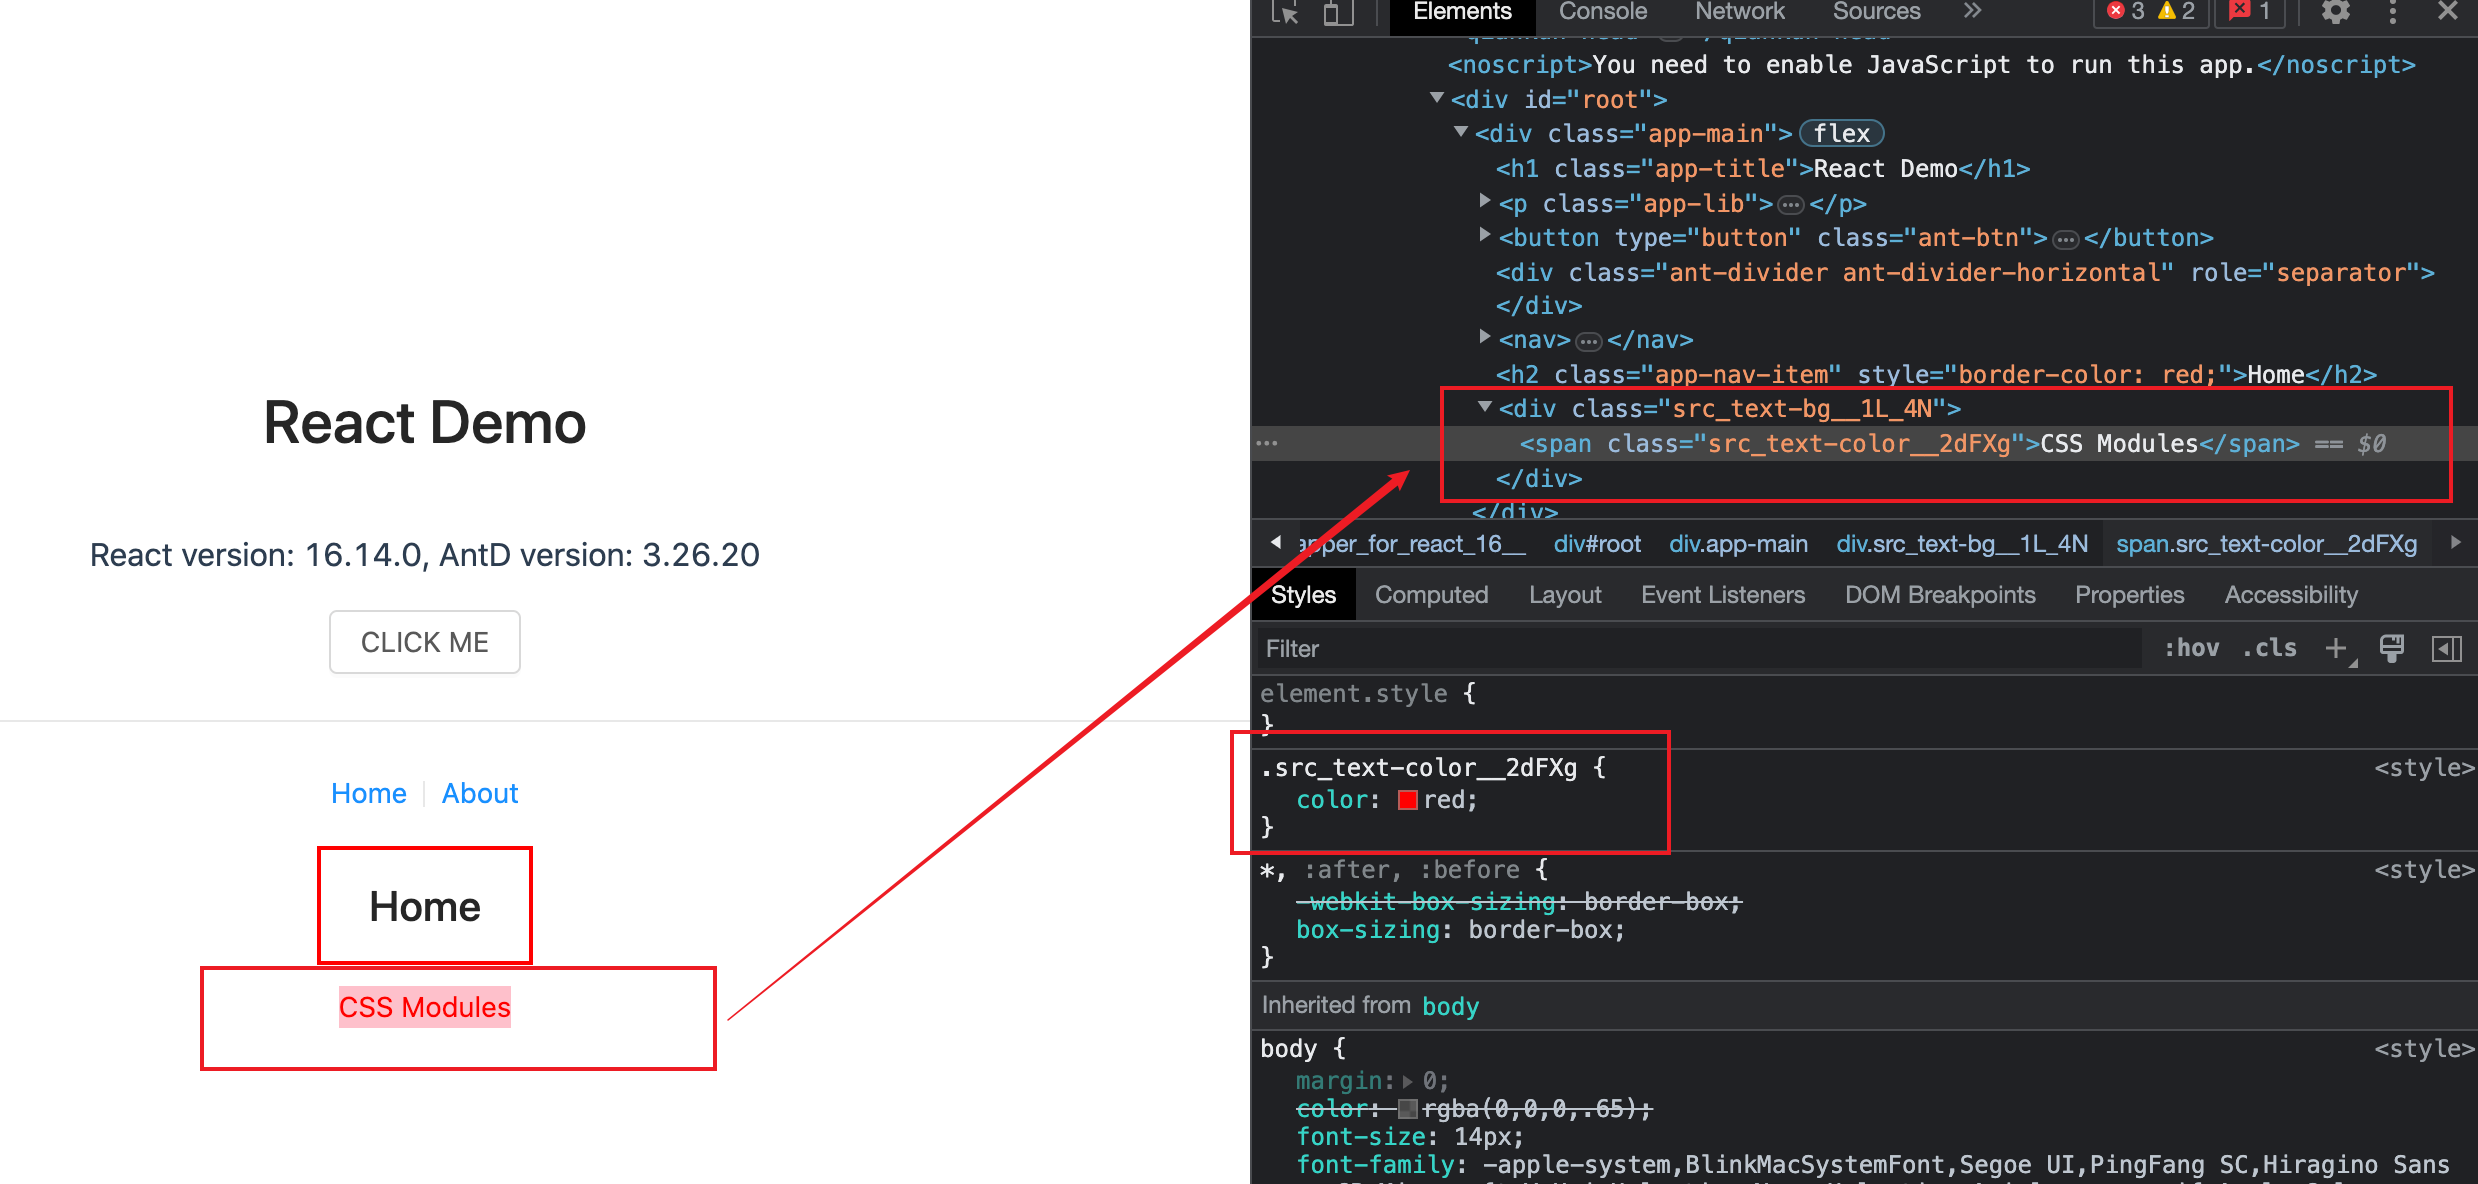 React Demo
React version: 16.14.0, AntD version: 3.26.20
CLICK ME
Home
About
Home
CSS Modules
Elements Console Network Sources 3 2 1
<noscript>You need to enable JavaScript to run this app.</noscript>
<div id="root">
<div class="app-main"> flex
<h1 class="app-title">React Demo</h1>
<p class="app-lib">…</p>
<button type="button" class="ant-btn">…</button>
<div class="ant-divider ant-divider-horizontal" role="separator">
</div>
<nav>…</nav>
<h2 class="app-nav-item" style="border-color: red;">Home</h2>
<div class="src_text-bg__1L_4N">
<span class="src_text-color__2dFXg">CSS Modules</span> == $0
</div>
</div>
apper_for_react_16__ div#root div.app-main div.src_text-bg__1L_4N span.src_text-color__2dFXg
Styles Computed Layout Event Listeners DOM Breakpoints Properties Accessibility
Filter :hov .cls
element.style {
}
.src_text-color__2dFXg { <style>
color: red;
}
*, :after, :before { <style>
-webkit-box-sizing: border-box;
box-sizing: border-box;
}
Inherited from body
body { <style>
margin: 0;
color: rgba(0,0,0,.65);
font-size: 14px;
font-family: -apple-system,BlinkMacSystemFont,Segoe UI,PingFang SC,Hiragino Sans